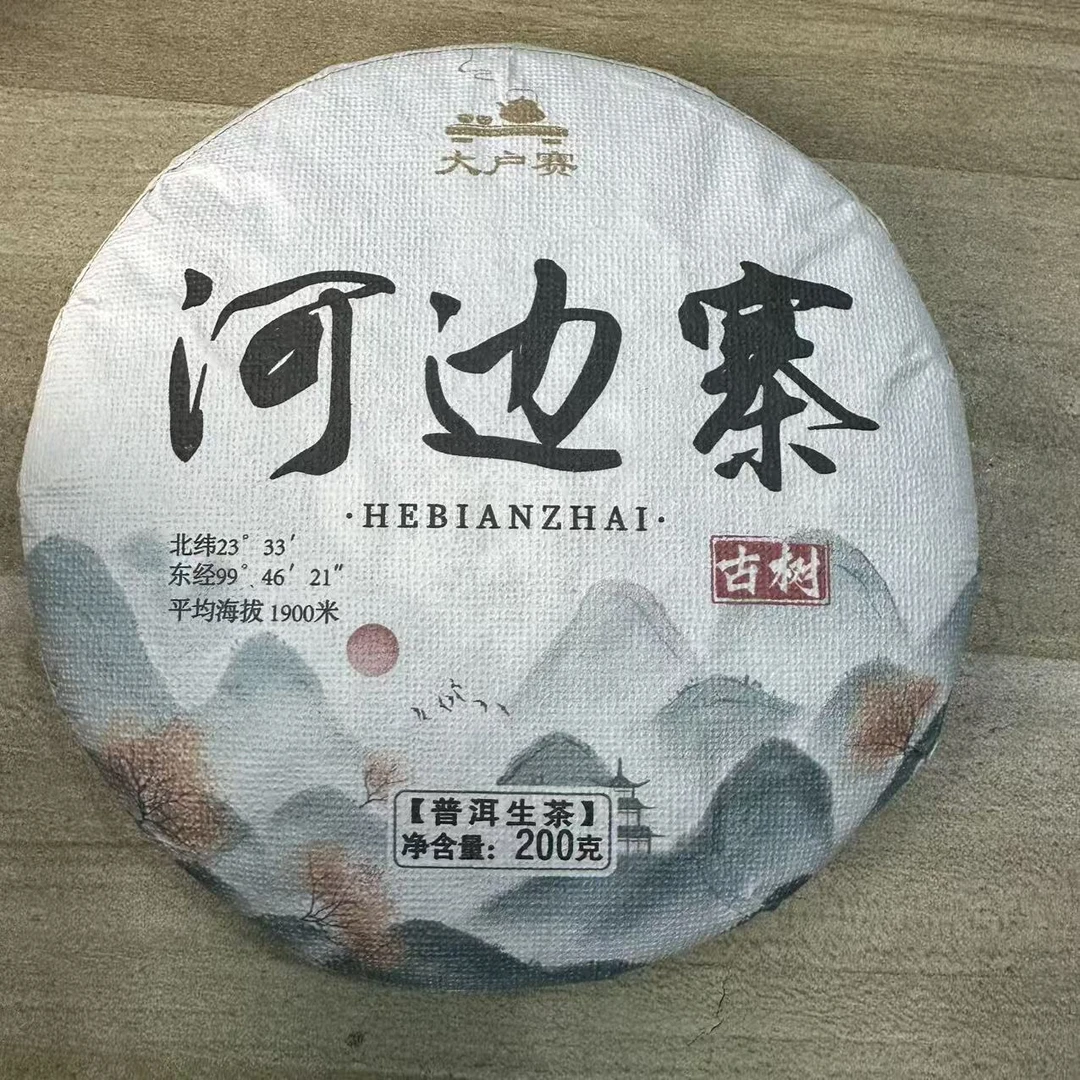 大户赛
河边寨
·HEBIANZHAI·
北纬23°33′
东经99°、46′21″
平均海拔 1900米
古树
【普洱生茶】
净含量：200克